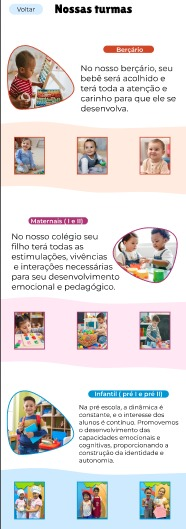 Voltar
Nossas turmas
Berçário
No nosso berçário, seu
bebê será acolhido e
terá toda a atenção e
carinho para que ele se
desenvolva.
Maternais ( I e II)
No nosso colégio seu
filho terá todas as
estimulações, vivências
e interações necessárias
para seu desenvolvimento
emocional e pedagógico.
Infantil ( pré I e pré II)
Na pré escola, a dinâmica é
constante, e o interesse dos
alunos é contínuo. Promovemos
o desenvolvimento das
capacidades emocionais e
cognitivas, proporcionando a
construção da identidade e
autonomia.